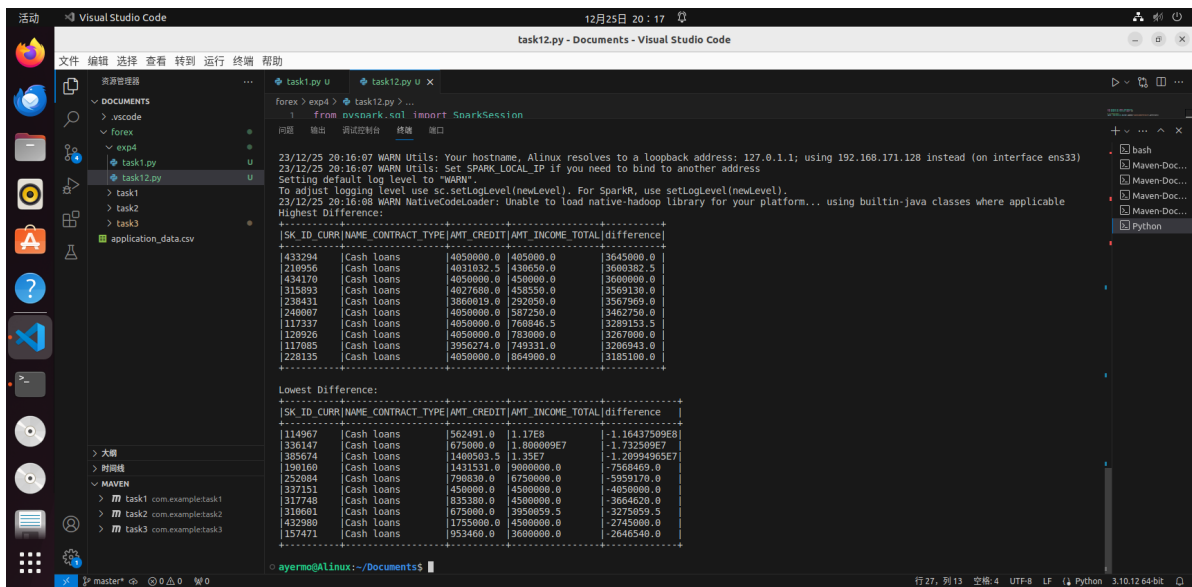 活动 Visual Studio Code 12月25日 20：17
task12.py - Documents - Visual Studio Code
文件 编辑 选择 查看 转到 运行 终端 帮助
资源管理器 ...
DOCUMENTS
> .vscode
forex
exp4
task1.py U
task12.py U
> task1
> task2
> task3
application_data.csv
> 大纲
> 时间线
MAVEN
> m task1 com.example:task1
> m task2 com.example:task2
> m task3 com.example:task3
task1.py U task12.py U ×
forex > exp4 > task12.py > ...
1 from pyspark.sql import SparkSession
问题 输出 调试控制台 终端 端口
23/12/25 20:16:07 WARN Utils: Your hostname, Alinux resolves to a loopback address: 127.0.1.1; using 192.168.171.128 instead (on interface ens33)
23/12/25 20:16:07 WARN Utils: Set SPARK_LOCAL_IP if you need to bind to another address
Setting default log level to "WARN".
To adjust logging level use sc.setLogLevel(newLevel). For SparkR, use setLogLevel(newLevel).
23/12/25 20:16:08 WARN NativeCodeLoader: Unable to load native-hadoop library for your platform... using builtin-java classes where applicable
Highest Difference:
+----------+------------------+----------+----------------+----------+
|SK_ID_CURR|NAME_CONTRACT_TYPE|AMT_CREDIT|AMT_INCOME_TOTAL|difference|
+----------+------------------+----------+----------------+----------+
|433294 |Cash loans |4050000.0 |405000.0 |3645000.0 |
|210956 |Cash loans |4031032.5 |430650.0 |3600382.5 |
|434170 |Cash loans |4050000.0 |450000.0 |3600000.0 |
|315893 |Cash loans |4027680.0 |458550.0 |3569130.0 |
|238431 |Cash loans |3860019.0 |292050.0 |3567969.0 |
|240007 |Cash loans |4050000.0 |587250.0 |3462750.0 |
|117337 |Cash loans |4050000.0 |760846.5 |3289153.5 |
|120926 |Cash loans |4050000.0 |783000.0 |3267000.0 |
|117085 |Cash loans |3956274.0 |749331.0 |3206943.0 |
|228135 |Cash loans |4050000.0 |864900.0 |3185100.0 |
+----------+------------------+----------+----------------+----------+
Lowest Difference:
+----------+------------------+----------+----------------+-------------+
|SK_ID_CURR|NAME_CONTRACT_TYPE|AMT_CREDIT|AMT_INCOME_TOTAL|difference |
+----------+------------------+----------+----------------+-------------+
|114967 |Cash loans |562491.0 |1.17E8 |-1.16437509E8|
|336147 |Cash loans |675000.0 |1.800009E7 |-1.732509E7 |
|385674 |Cash loans |1400503.5 |1.35E7 |-1.20994965E7|
|190160 |Cash loans |1431531.0 |9000000.0 |-7568469.0 |
|252084 |Cash loans |790830.0 |6750000.0 |-5959170.0 |
|337151 |Cash loans |450000.0 |4500000.0 |-4050000.0 |
|317748 |Cash loans |835380.0 |4500000.0 |-3664620.0 |
|310601 |Cash loans |675000.0 |3950059.5 |-3275059.5 |
|432980 |Cash loans |1755000.0 |4500000.0 |-2745000.0 |
|157471 |Cash loans |953460.0 |3600000.0 |-2646540.0 |
+----------+------------------+----------+----------------+-------------+
ayermo@Alinux:~/Documents$
bash
Maven-Doc...
Maven-Doc...
Maven-Doc...
Maven-Doc...
Python
master* 0 0 0 行 27，列 13 空格: 4 UTF-8 LF Python 3.10.12 64-bit